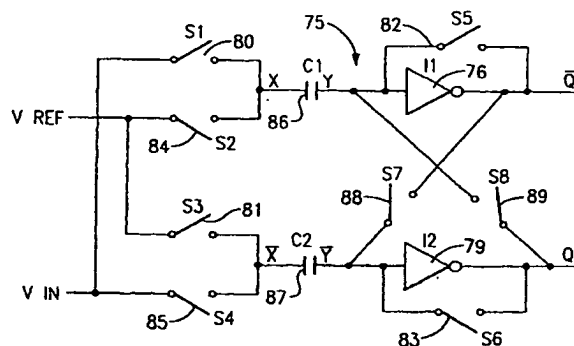 S1
80
75
82
S5
C1
I1
76
Q̅
X
Y
V REF
86
84
S2
S7
S8
88
89
S3
81
C2
I2
79
Q
X̅
Y̅
87
V IN
85
S4
83
S6